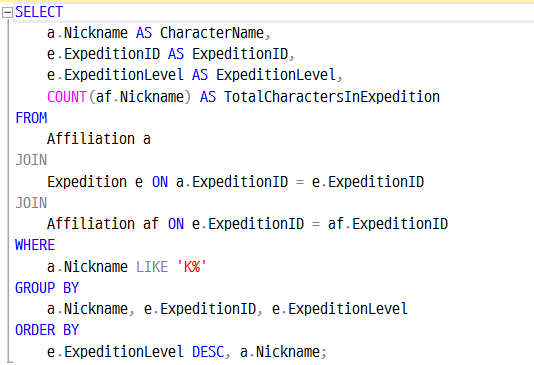 SELECT
a.Nickname AS CharacterName,
e.ExpeditionID AS ExpeditionID,
e.ExpeditionLevel AS ExpeditionLevel,
COUNT(af.Nickname) AS TotalCharactersInExpedition
FROM
Affiliation a
JOIN
Expedition e ON a.ExpeditionID = e.ExpeditionID
JOIN
Affiliation af ON e.ExpeditionID = af.ExpeditionID
WHERE
a.Nickname LIKE 'K%'
GROUP BY
a.Nickname, e.ExpeditionID, e.ExpeditionLevel
ORDER BY
e.ExpeditionLevel DESC, a.Nickname;